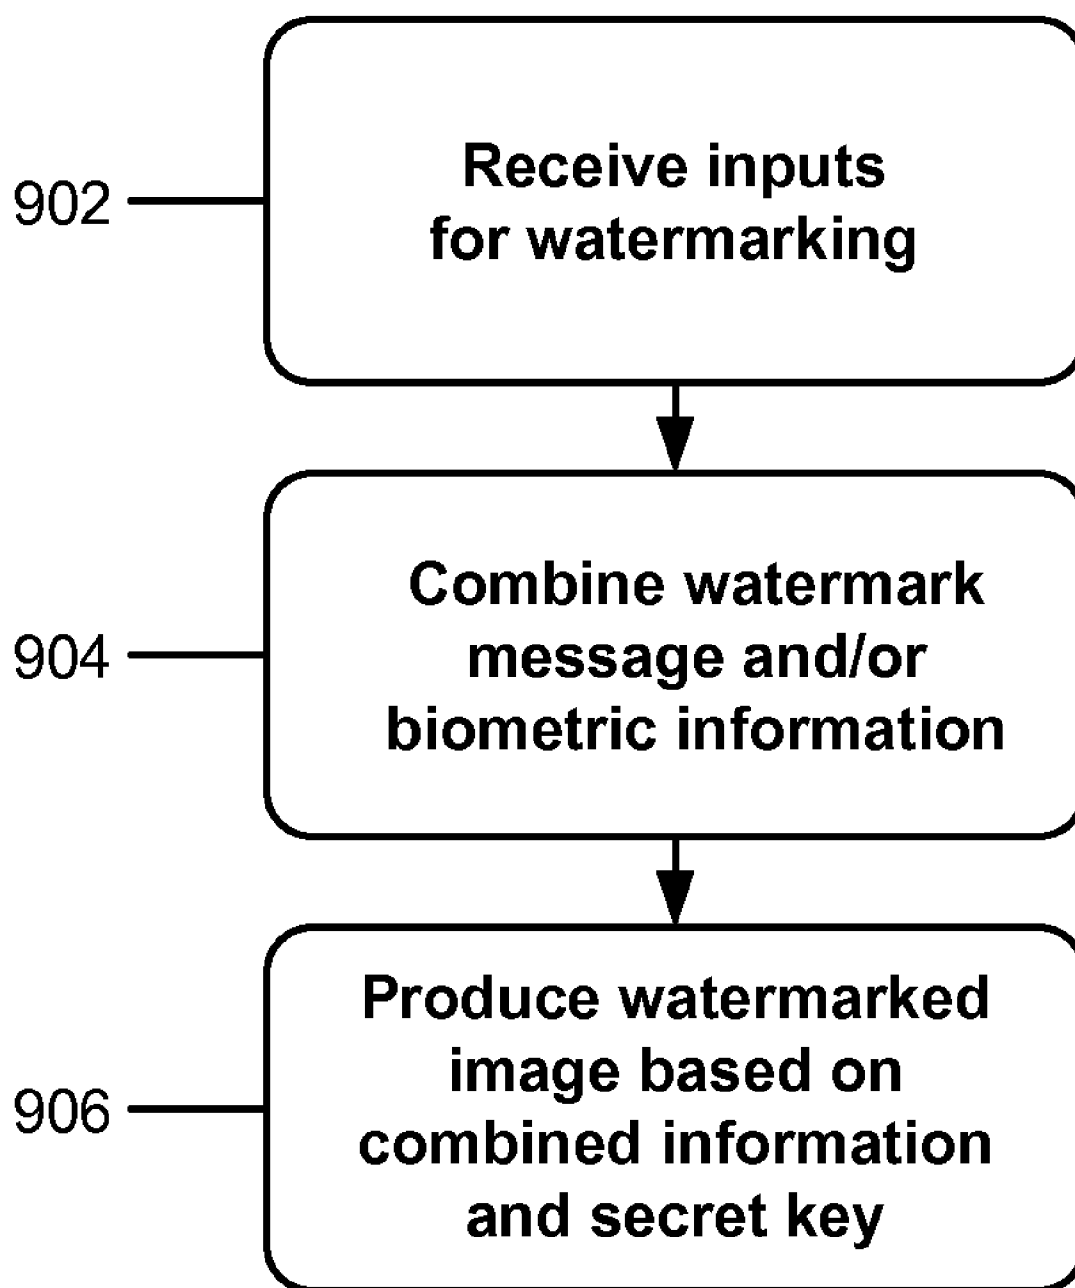 902
Receive inputs
for watermarking
904
Combine watermark
message and/or
biometric information
906
Produce watermarked
image based on
combined information
and secret key